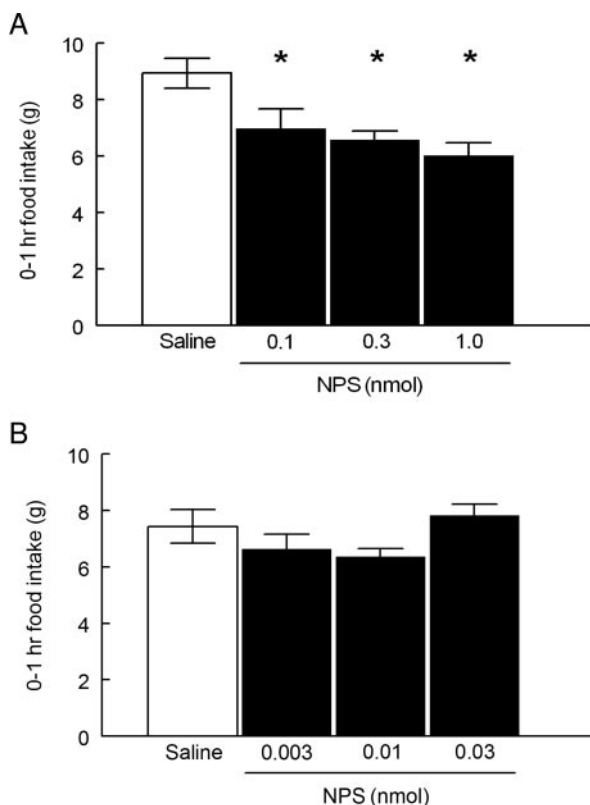 A
10
8
6
4
2
0
0-1 hr food intake (g)
* * *
Saline 0.1 0.3 1.0
NPS (nmol)
B
10
8
6
4
2
0
0-1 hr food intake (g)
Saline 0.003 0.01 0.03
NPS (nmol)